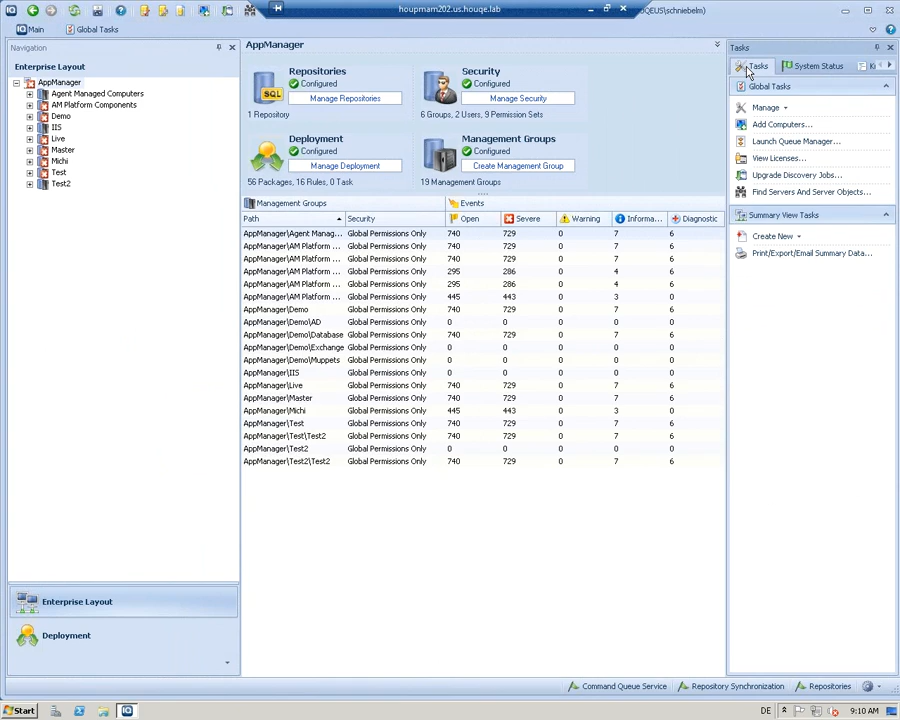 houpmam202.us.houqe.lab
QEUS\schniebelm)
Main
Global Tasks
Navigation
Enterprise Layout
AppManager
Agent Managed Computers
AM Platform Components
Demo
IIS
Live
Master
Michi
Test
Test2
Enterprise Layout
Deployment
AppManager
Repositories
Configured
Manage Repositories
1 Repository
Security
Configured
Manage Security
6 Groups, 2 Users, 9 Permission Sets
Deployment
Configured
Manage Deployment
56 Packages, 16 Rules, 0 Task
Management Groups
Configured
Create Management Group
19 Management Groups
Management Groups Events
Path Security Open Severe Warning Informa... Diagnostic
AppManager\Agent Manag... Global Permissions Only 740 729 0 7 6
AppManager\AM Platform ... Global Permissions Only 740 729 0 7 6
AppManager\AM Platform ... Global Permissions Only 740 729 0 7 6
AppManager\AM Platform ... Global Permissions Only 295 286 0 4 6
AppManager\AM Platform ... Global Permissions Only 295 286 0 4 6
AppManager\AM Platform ... Global Permissions Only 445 443 0 3 0
AppManager\Demo Global Permissions Only 740 729 0 7 6
AppManager\Demo\AD Global Permissions Only 0 0 0 0 0
AppManager\Demo\Database Global Permissions Only 740 729 0 7 6
AppManager\Demo\Exchange Global Permissions Only 0 0 0 0 0
AppManager\Demo\Muppets Global Permissions Only 0 0 0 0 0
AppManager\IIS Global Permissions Only 0 0 0 0 0
AppManager\Live Global Permissions Only 740 729 0 7 6
AppManager\Master Global Permissions Only 740 729 0 7 6
AppManager\Michi Global Permissions Only 445 443 0 3 0
AppManager\Test Global Permissions Only 740 729 0 7 6
AppManager\Test\Test2 Global Permissions Only 740 729 0 7 6
AppManager\Test2 Global Permissions Only 0 0 0 0 0
AppManager\Test2\Test2 Global Permissions Only 740 729 0 7 6
Tasks
Tasks System Status K
Global Tasks
Manage
Add Computers...
Launch Queue Manager...
View Licenses...
Upgrade Discovery Jobs...
Find Servers And Server Objects...
Summary View Tasks
Create New
Print/Export/Email Summary Data...
Command Queue Service Repository Synchronization Repositories
Start
DE 9:10 AM